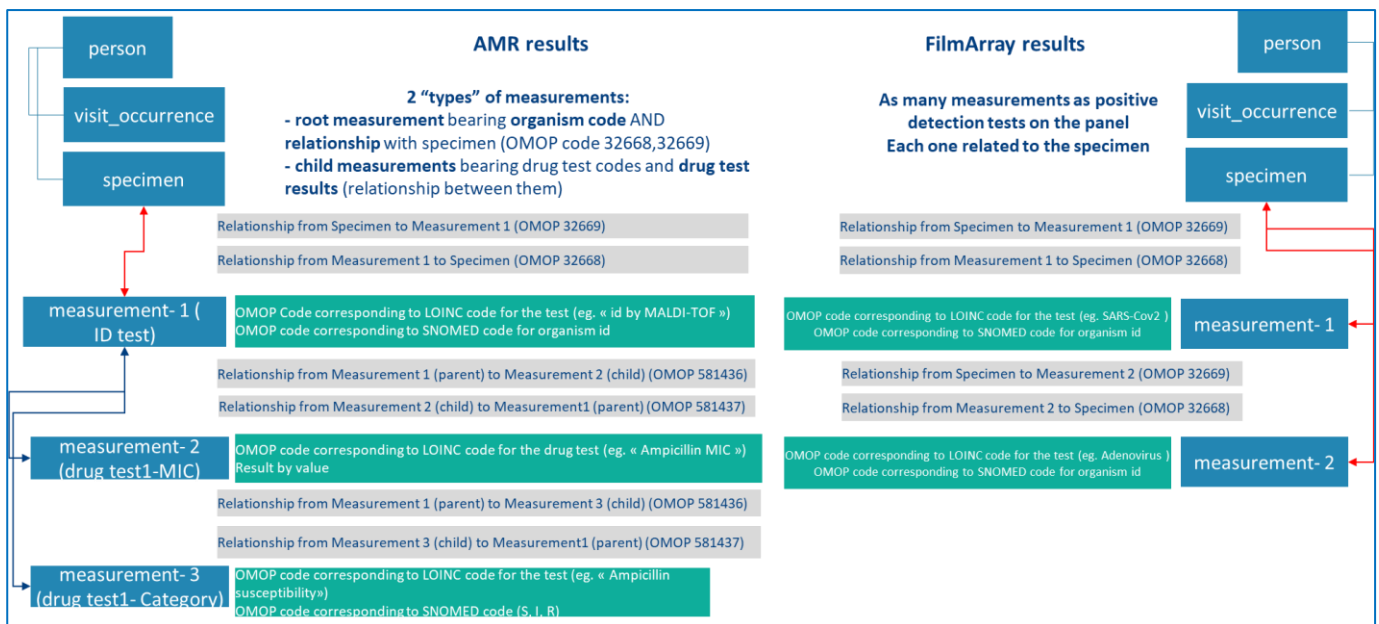 person
visit_occurrence
specimen
AMR results
2 “types” of measurements:
- root measurement bearing organism code AND
relationship with specimen (OMOP code 32668,32669)
- child measurements bearing drug test codes and drug test
results (relationship between them)
Relationship from Specimen to Measurement 1 (OMOP 32669)
Relationship from Measurement 1 to Specimen (OMOP 32668)
measurement- 1 (
ID test)
OMOP Code corresponding to LOINC code for the test (eg. « id by MALDI-TOF »)
OMOP code corresponding to SNOMED code for organism id
Relationship from Measurement 1 (parent) to Measurement 2 (child) (OMOP 581436)
Relationship from Measurement 2 (child) to Measurement1 (parent) (OMOP 581437)
measurement- 2
(drug test1-MIC)
OMOP code corresponding to LOINC code for the drug test (eg. « Ampicillin MIC »)
Result by value
Relationship from Measurement 1 (parent) to Measurement 3 (child) (OMOP 581436)
Relationship from Measurement 3 (child) to Measurement1 (parent) (OMOP 581437)
measurement- 3
(drug test1- Category)
OMOP code corresponding to LOINC code for the test (eg. « Ampicillin
susceptibility»)
OMOP code corresponding to SNOMED code (S, I, R)
FilmArray results
As many measurements as positive
detection tests on the panel
Each one related to the specimen
person
visit_occurrence
specimen
Relationship from Specimen to Measurement 1 (OMOP 32669)
Relationship from Measurement 1 to Specimen (OMOP 32668)
OMOP code corresponding to LOINC code for the test (eg. SARS-Cov2 )
OMOP code corresponding to SNOMED code for organism id
measurement- 1
Relationship from Specimen to Measurement 2 (OMOP 32669)
Relationship from Measurement 2 to Specimen (OMOP 32668)
OMOP code corresponding to LOINC code for the test (eg. Adenovirus )
OMOP code corresponding to SNOMED code for organism id
measurement- 2